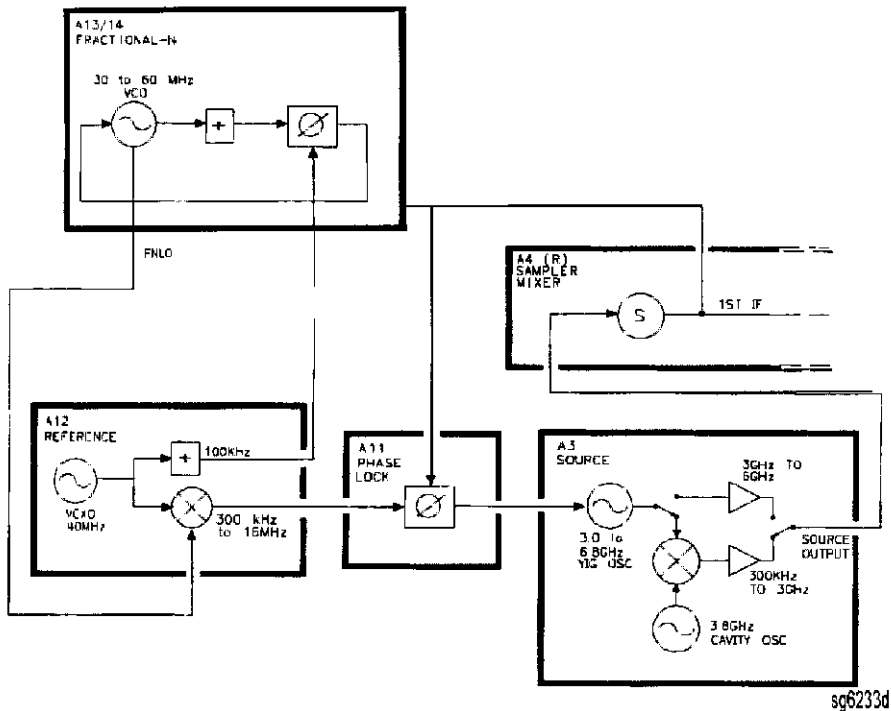 A13/14
FRACTIONAL-N
30 to 60 MHz
VCO
+
FNLO
A4 (R)
SAMPLER
MIXER
S
1ST IF
A12
REFERENCE
+
100KHz
VCXO
40MHz
300 kHz
to 16MHz
A11
PHASE
LOCK
A3
SOURCE
3GHz TO
6GHz
3.0 to
6.8GHz
YIG OSC
SOURCE
OUTPUT
300KHz
TO 3GHz
3 8GHz
CAVITY OSC
sg6233d